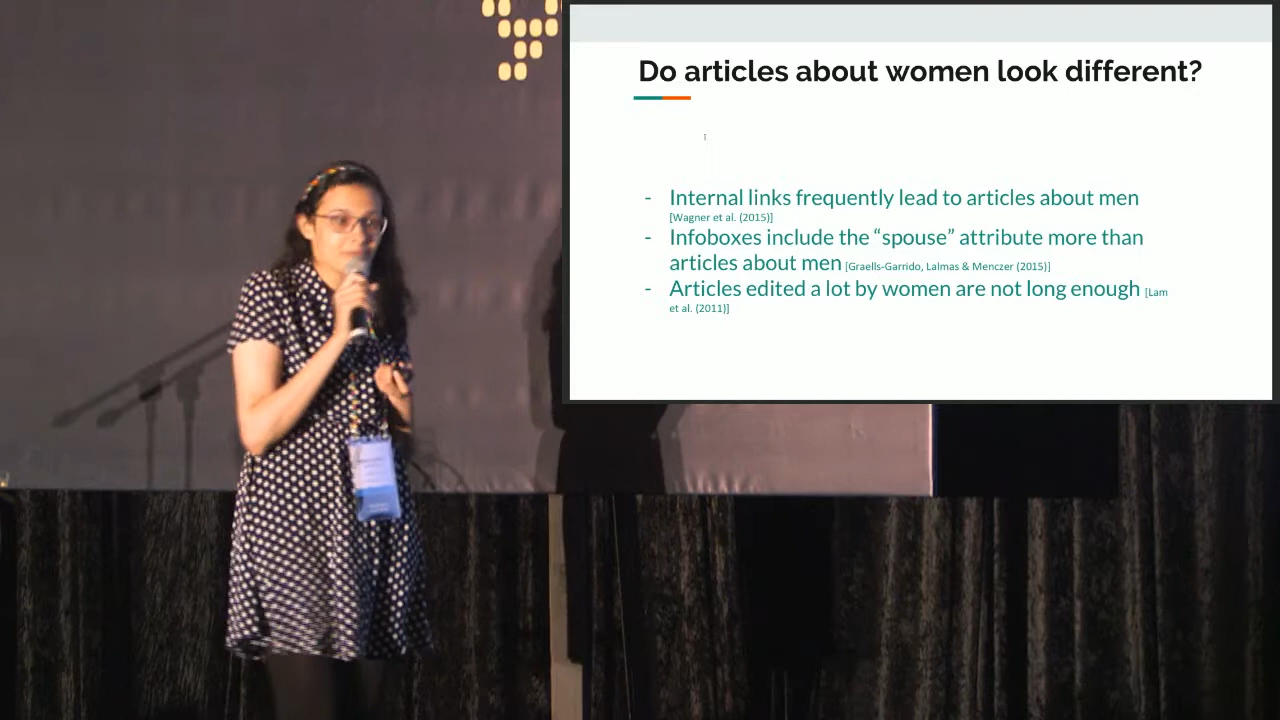 Do articles about women look different?
- Internal links frequently lead to articles about men
[Wagner et al. (2015)]
- Infoboxes include the “spouse” attribute more than
articles about men [Graells-Garrido, Lalmas & Menczer (2015)]
- Articles edited a lot by women are not long enough [Lam
et al. (2011)]